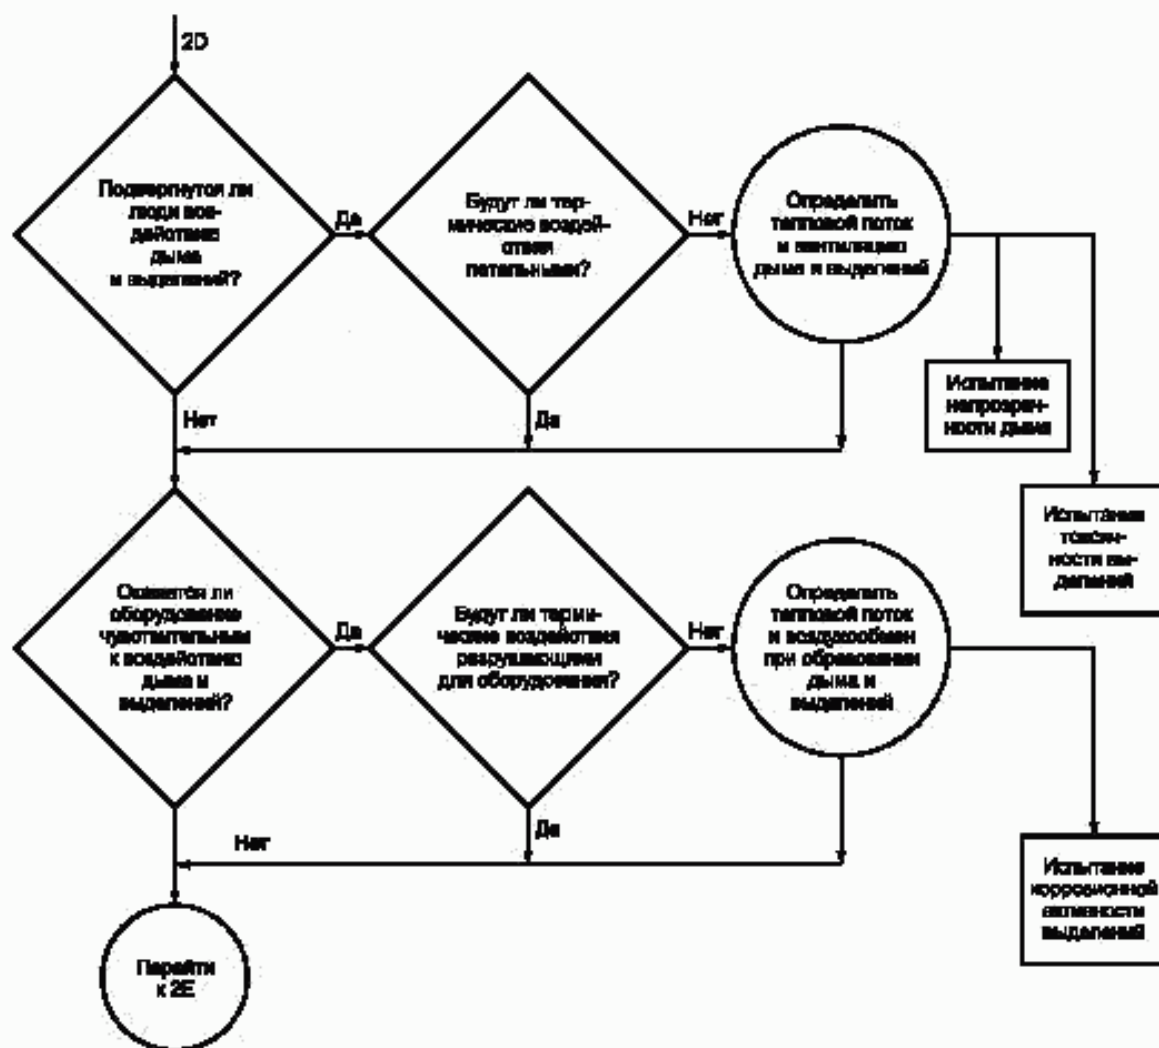 2D
Подвергнутся ли
люди воз-
действию
дыма
и выделений?
Да
Будут ли тер-
мические воздей-
ствия
летальными?
Нет
Определить
тепловой поток
и вентиляцию
дыма и выделений
Нет
Да
Испытание
непрозрач-
ности дыма
Испытание
токсич-
ности вы-
делений
Окажется ли
оборудование
чувствительным
к воздействию
дыма и
выделений?
Да
Будут ли терми-
ческие воздействия
разрушающими
для оборудования?
Нет
Определить
тепловой поток
и воздухообмен
при образовании
дыма и
выделений
Нет
Да
Испытание
коррозионной
активности
выделений
Перейти
к 2E